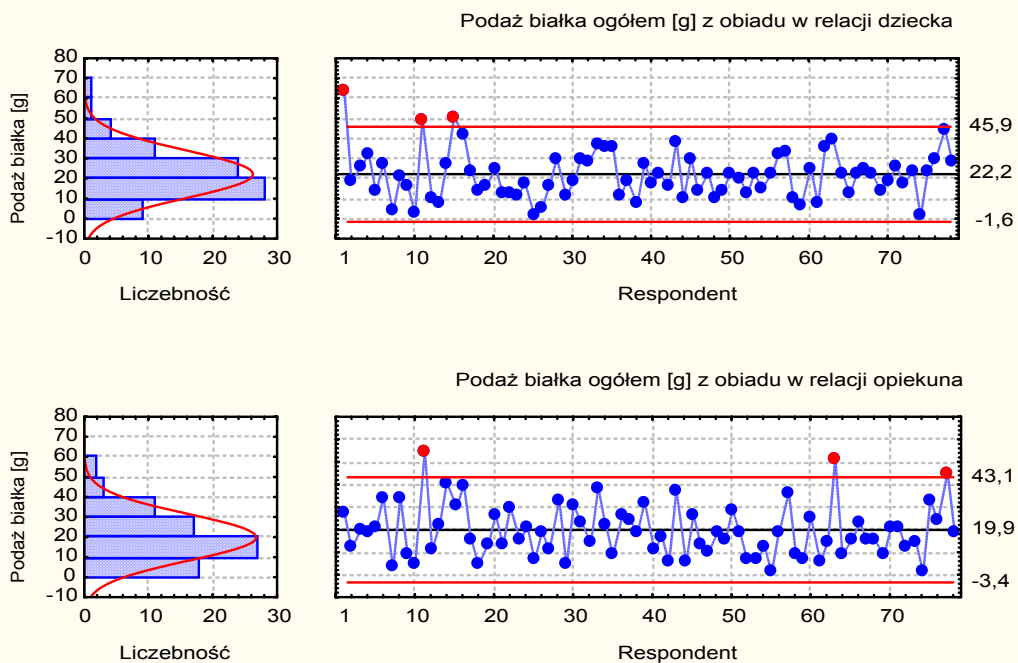 Podaż białka ogółem [g] z obiadu w relacji dziecka
Podaż białka [g]
80
70
60
50
40
30
20
10
0
-10
0 10 20 30
Liczebność
1 10 20 30 40 50 60 70
Respondent
45,9
22,2
-1,6
Podaż białka ogółem [g] z obiadu w relacji opiekuna
Podaż białka [g]
80
70
60
50
40
30
20
10
0
-10
0 10 20 30
Liczebność
1 10 20 30 40 50 60 70
Respondent
43,1
19,9
-3,4